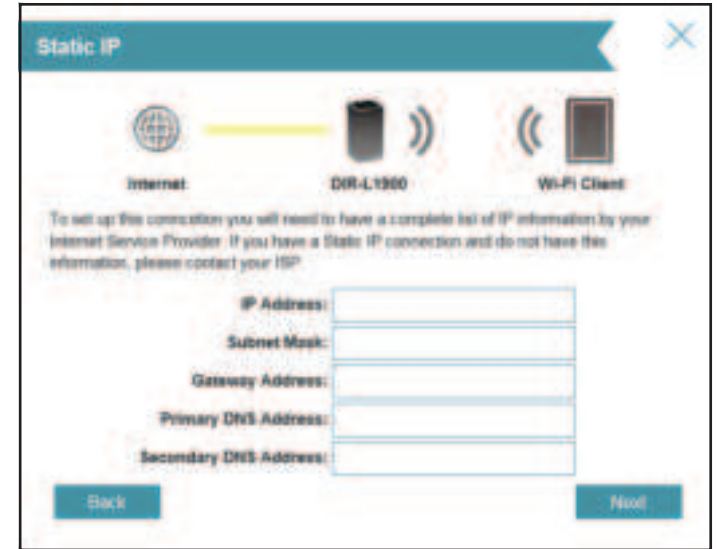 Static IP
Internet
DIR-L1900
Wi-Fi Client
To set up this connection you will need to have a complete list of IP information by your
Internet Service Provider. If you have a Static IP connection and do not have this
information, please contact your ISP.
IP Address:
Subnet Mask:
Gateway Address:
Primary DNS Address:
Secondary DNS Address:
Back
Next